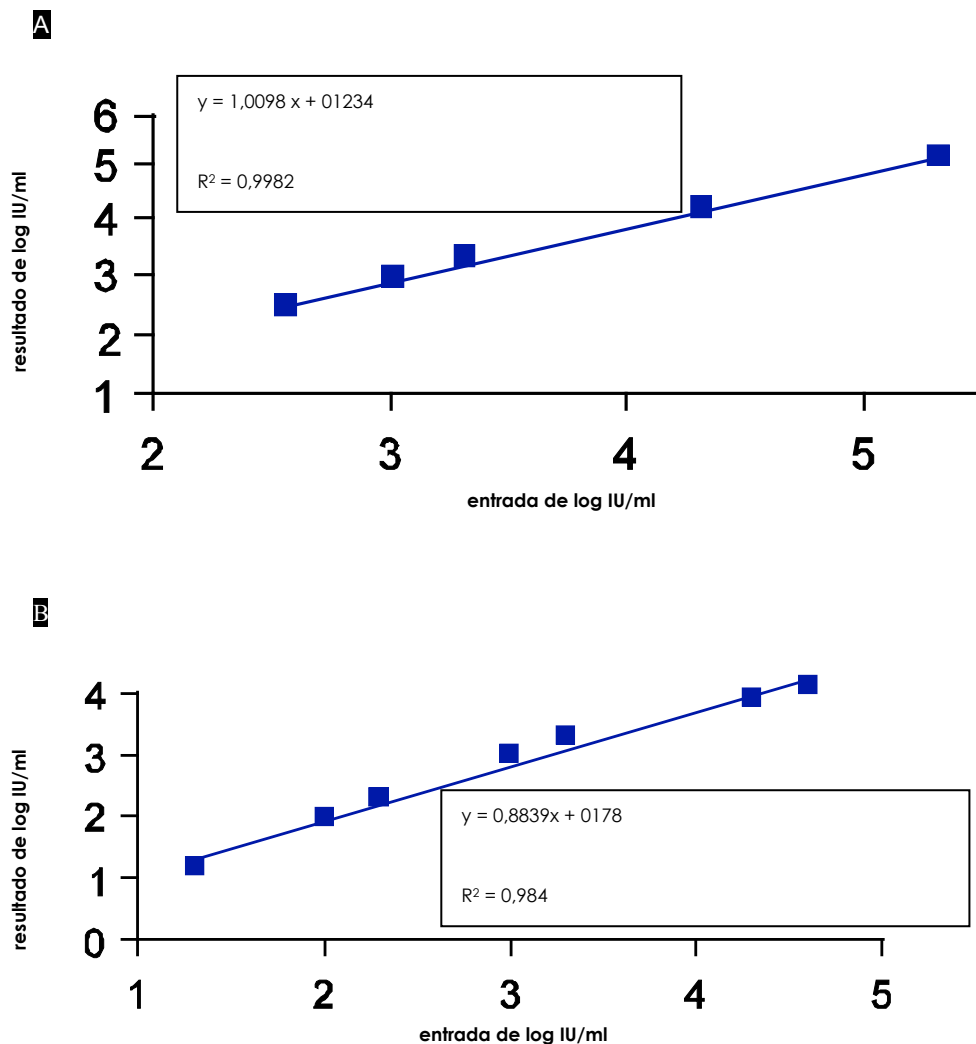 A
y = 1,0098 x + 01234
R² = 0,9982
resultado de log IU/ml
6
5
4
3
2
1
2 3 4 5
entrada de log IU/ml
B
y = 0,8839x + 0178
R² = 0,984
resultado de log IU/ml
4
3
2
1
0
1 2 3 4 5
entrada de log IU/ml